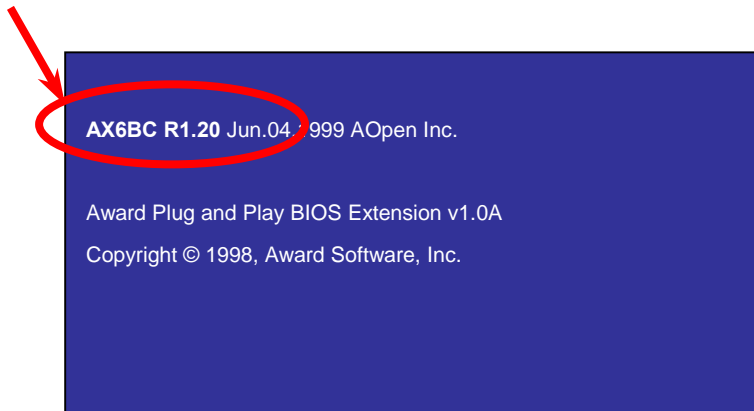 AX6BC R1.20 Jun.04.1999 AOpen Inc.
Award Plug and Play BIOS Extension v1.0A
Copyright © 1998, Award Software, Inc.